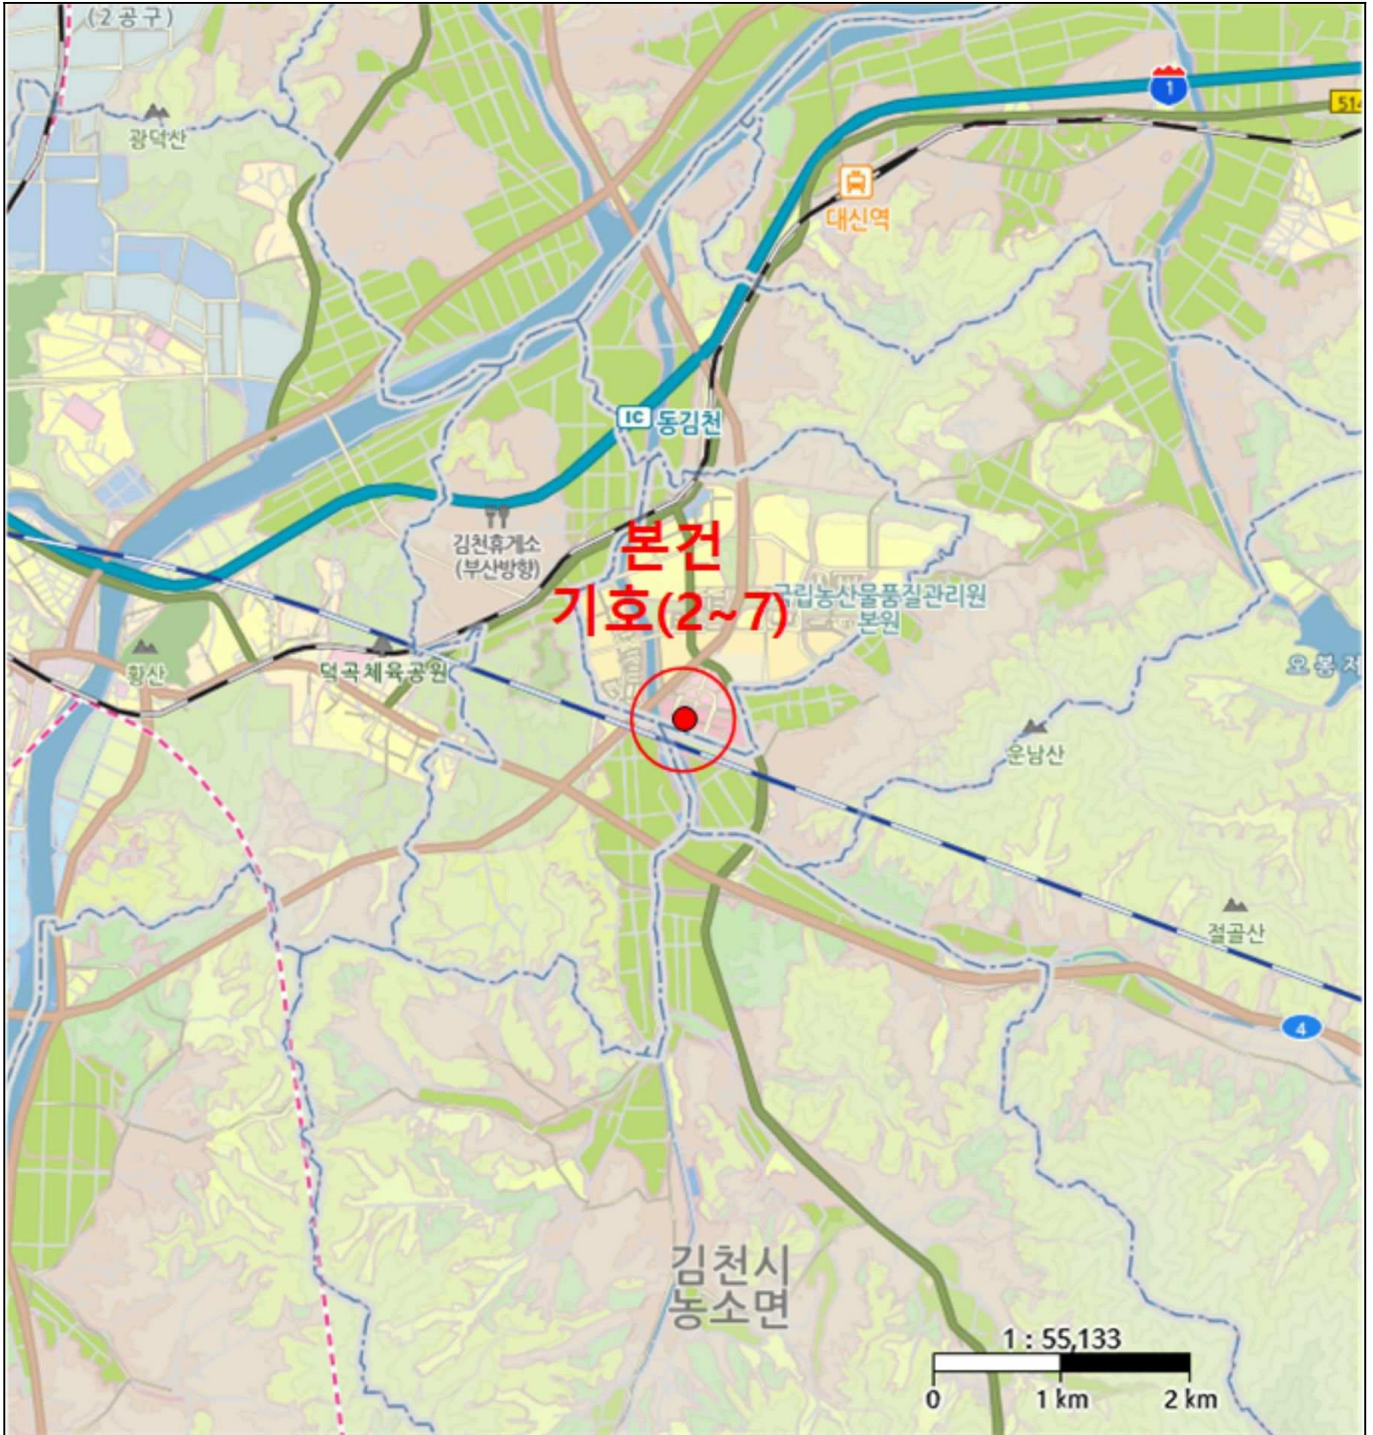 (2공구)
광덕산
1
514
대신역
IC 동김천
김천휴게소
(부산방향)
본건
기호(2~7)
국립농산물품질관리원
본원
황산
덕곡체육공원
오봉저
운남산
절골산
4
김천시
농소면
1 : 55,133
0 1 km 2 km